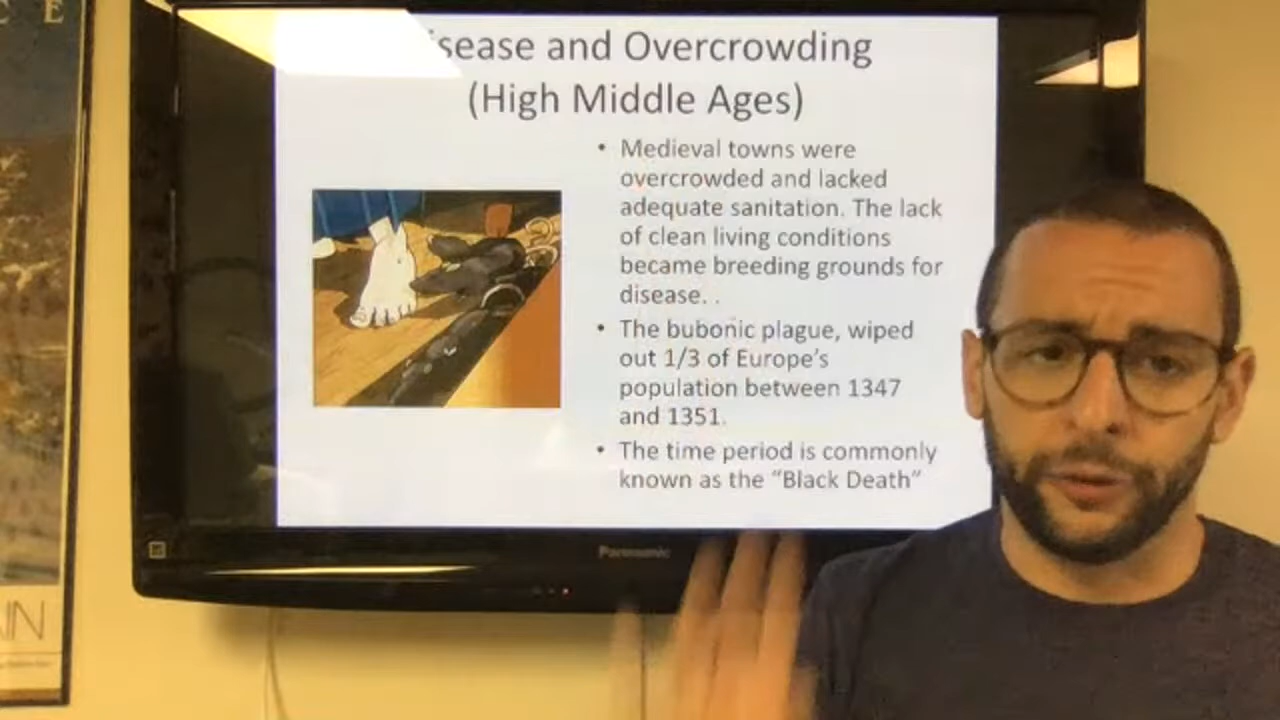 C E
isease and Overcrowding
(High Middle Ages)
• Medieval towns were
overcrowded and lacked
adequate sanitation. The lack
of clean living conditions
became breeding grounds for
disease. .
• The bubonic plague, wiped
out 1/3 of Europe’s
population between 1347
and 1351.
• The time period is commonly
known as the “Black Death”
Panasonic
AIN